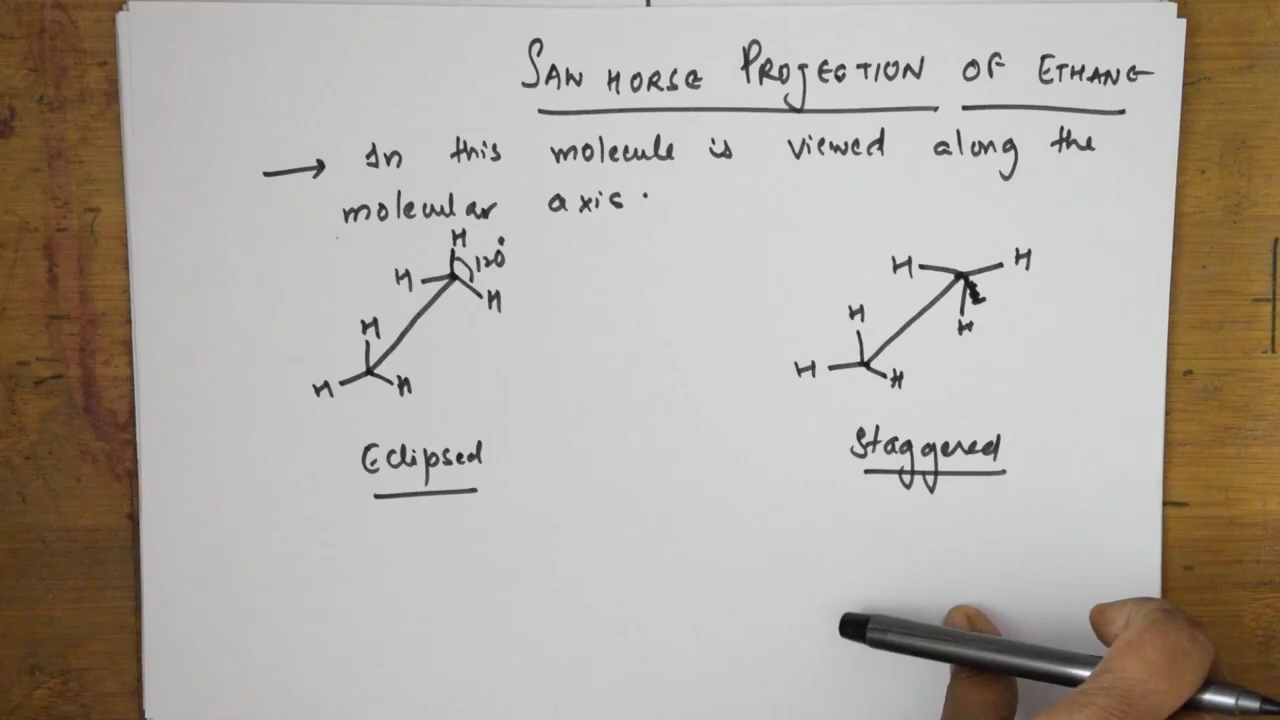 SAW HORSE PROJECTION OF ETHANE
→ In this molecule is viewed along the
molecular axis.
H 120°
H
H
H
H H
Eclipsed
H H
H
H
H H
Staggered